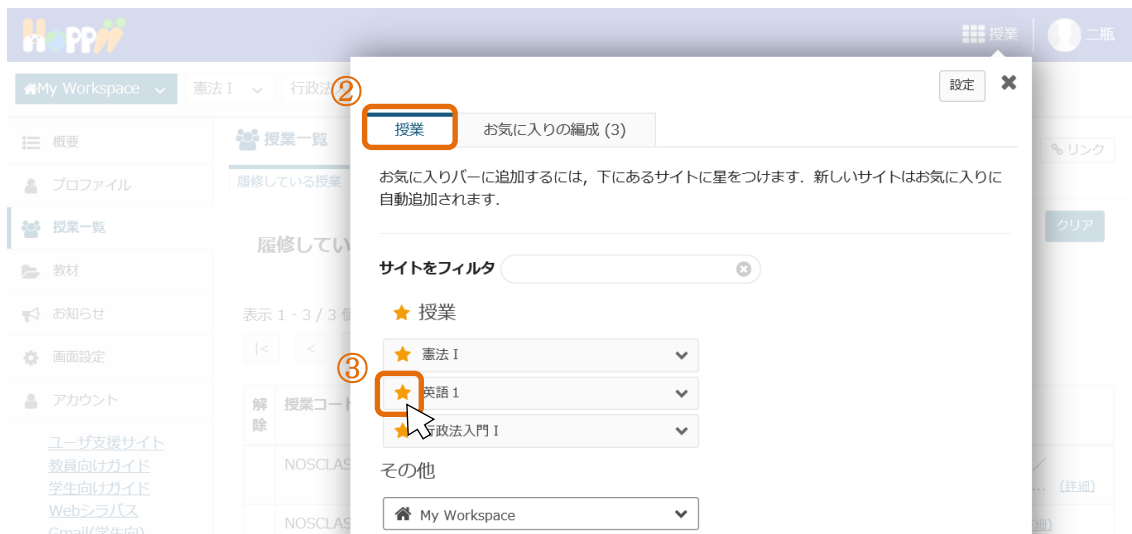 Hoppii
授業
二瓶
My Workspace
憲法 I
行政法
②
設定
授業
お気に入りの編成 (3)
概要
授業一覧
リンク
プロファイル
履修している授業
お気に入りバーに追加するには，下にあるサイトに星をつけます．新しいサイトはお気に入りに
自動追加されます．
授業一覧
クリア
履修してい
教材
サイトをフィルタ
お知らせ
表示 1 - 3 / 3
授業
|<
<
画面設定
憲法 I
③
アカウント
英語 1
解除
授業コード
行政法入門 I
ユーザ支援サイト
教員向けガイド
NOSCLAS
その他
/
... (詳細)
学生向けガイド
Webシラバス
My Workspace
NOSCLAS
細)
Gmail(学生向)